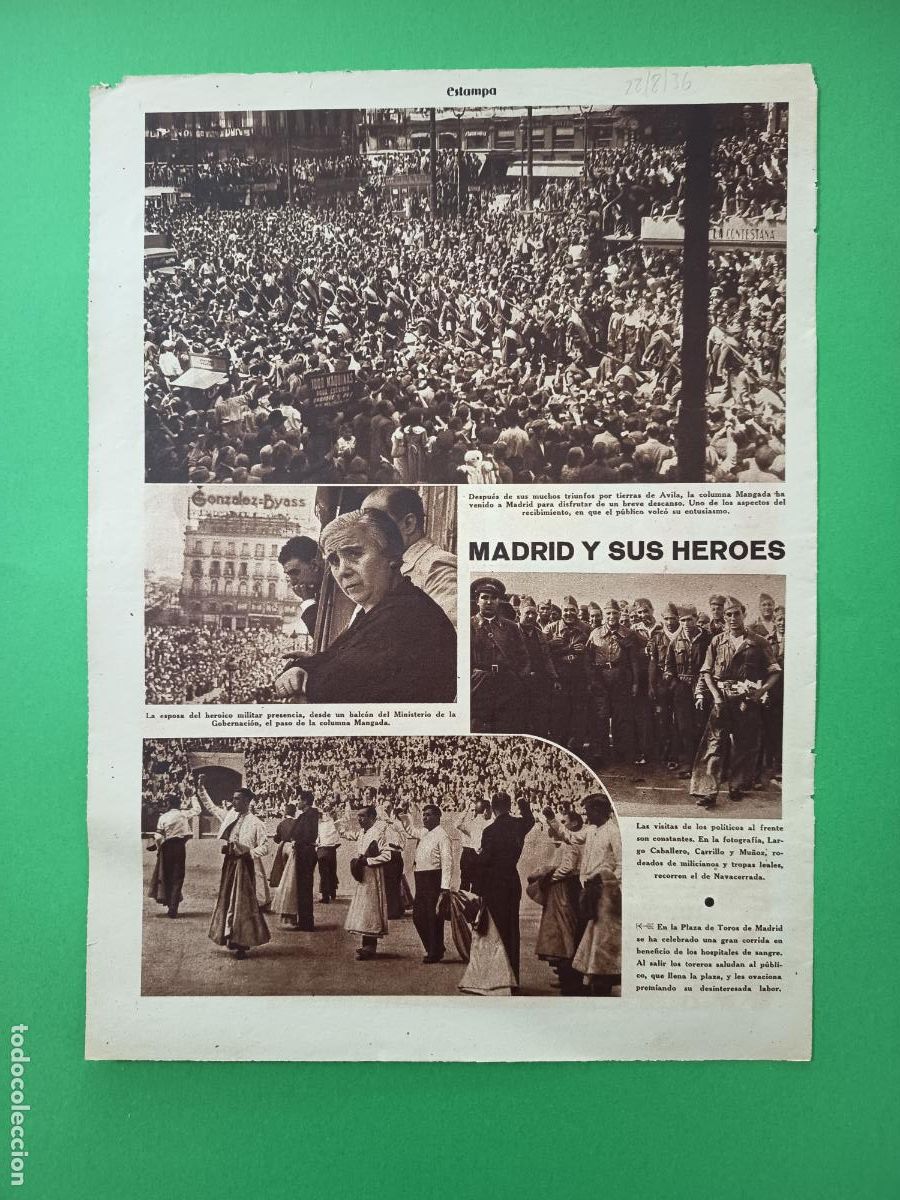 Estampa
22/8/36
LA CONTESTANA
TODO MAQUINAS
Después de sus muchos triunfos por tierras de Avila, la columna Mangada ha
venido a Madrid para disfrutar de un breve descanso. Uno de los aspectos del
recibimiento, en que el público volcó su entusiasmo.
Gonzalez=Byass
MADRID Y SUS HEROES
La esposa del heroico militar presencia, desde un balcón del Ministerio de la
Gobernación, el paso de la columna Mangada.
Las visitas de los políticos al frente
son constantes. En la fotografía, Lar-
go Caballero, Carrillo y Muñoz, ro-
deados de milicianos y tropas leales,
recorren el de Navacerrada.
En la Plaza de Toros de Madrid
se ha celebrado una gran corrida en
beneficio de los hospitales de sangre.
Al salir los toreros saludan al públi-
co, que llena la plaza, y les ovaciona
premiando su desinteresada labor.
todocoleccion